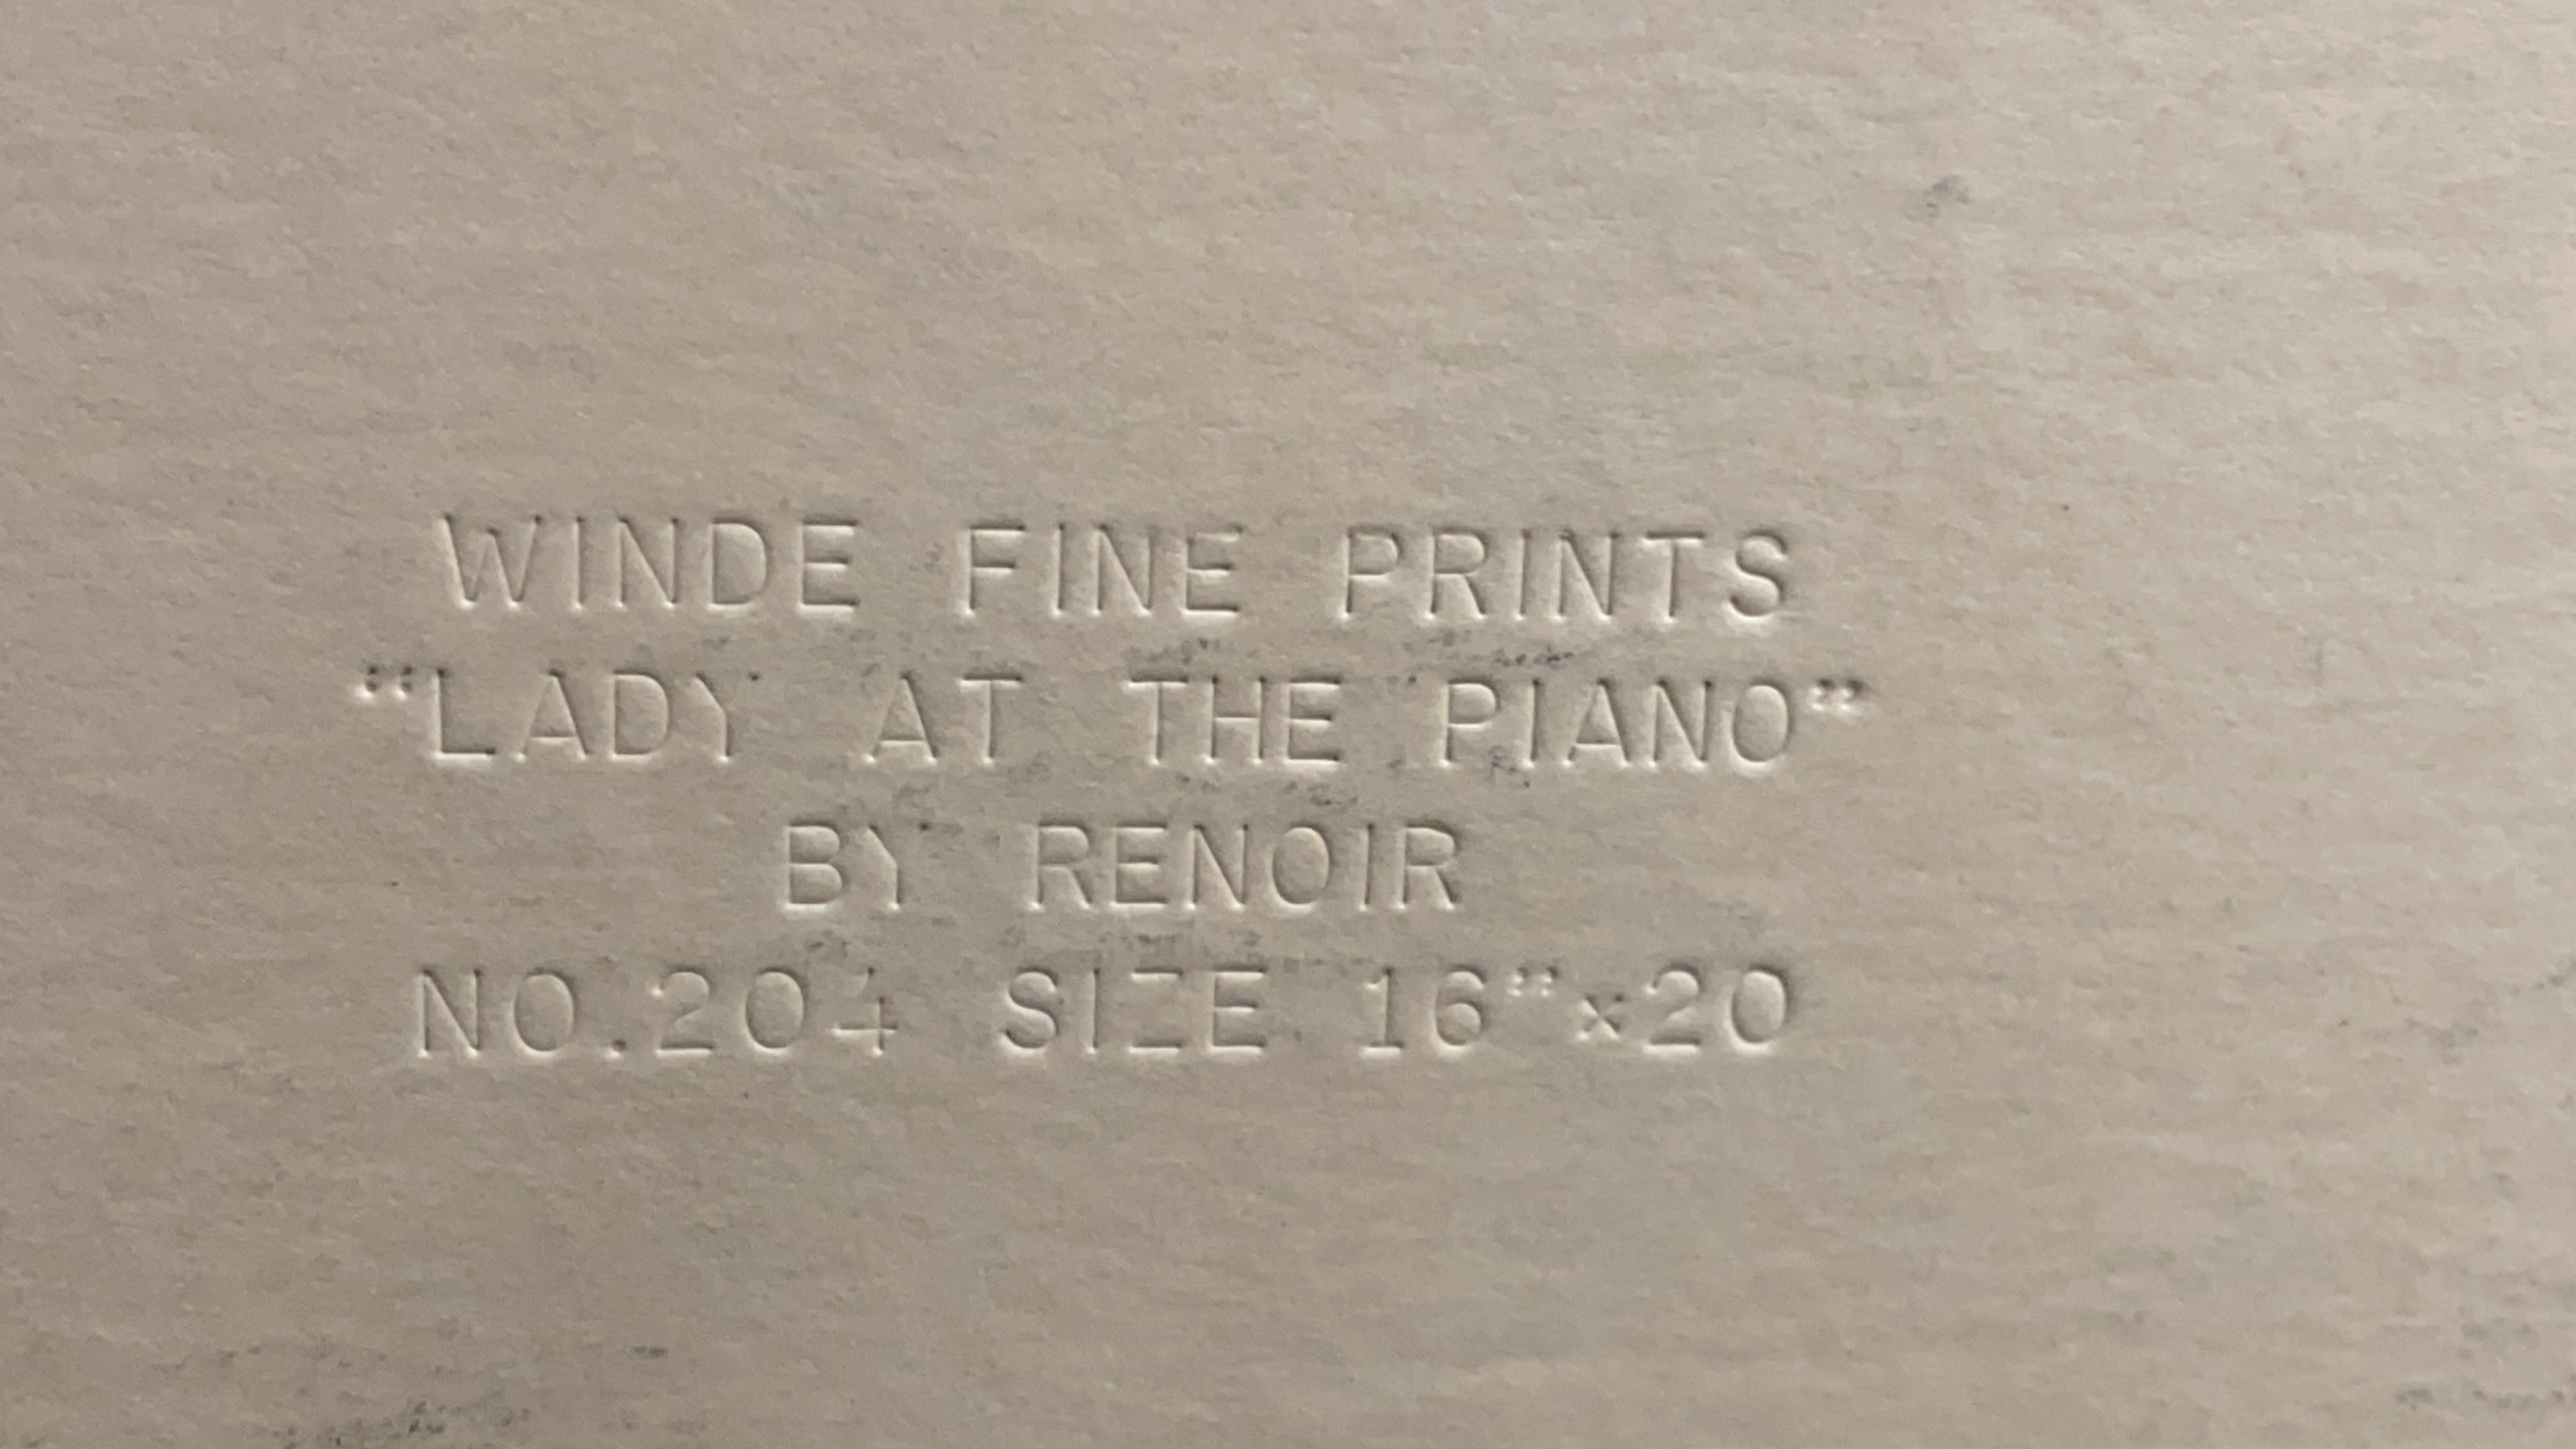 WINDE FINE PRINTS
“LADY AT THE PIANO”
BY RENOIR
NO.204 SIZE 16”x20